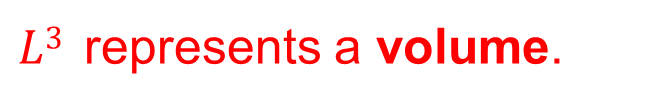 L³ represents a volume.